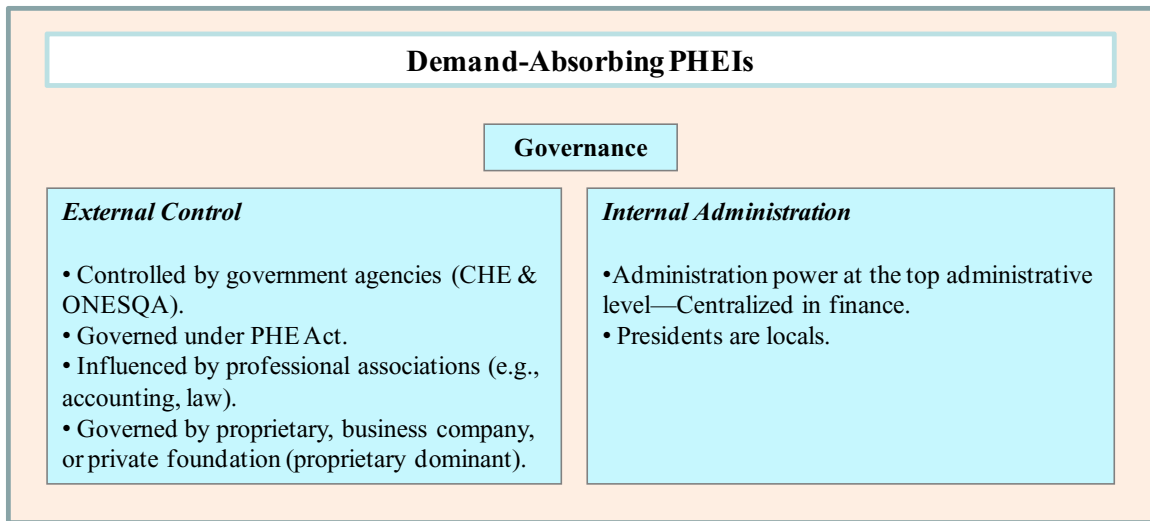 Demand-Absorbing PHEIs
Governance
External Control
• Controlled by government agencies (CHE &
ONESQA).
• Governed under PHE Act.
• Influenced by professional associations (e.g.,
accounting, law).
• Governed by proprietary, business company,
or private foundation (proprietary dominant).
Internal Administration
•Administration power at the top administrative
level—Centralized in finance.
• Presidents are locals.